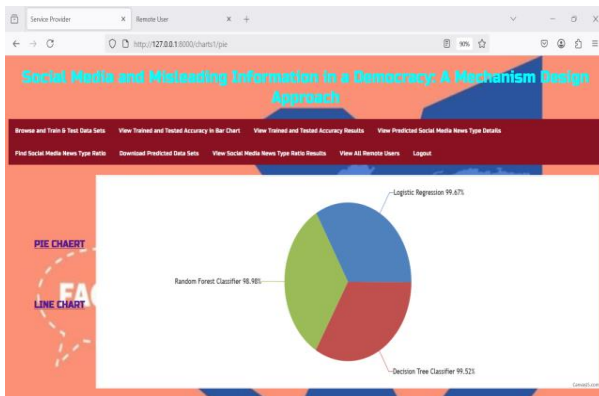 Service Provider
Remote User
http://127.0.0.1:8000/charts1/pie
90%
Social Media and Misleading Information in a Democracy: A Mechanism Design
Approach
Browse and Train & Test Data Sets View Trained and Tested Accuracy in Bar Chart View Trained and Tested Accuracy Results View Predicted Social Media News Type Details
Find Social Media News Type Ratio Download Predicted Data Sets View Social Media News Type Ratio Results View All Remote Users Logout
Logistic Regression 99.67%
PIE CHAERT
Random Forest Classifier 98.98%
FA
LINE CHART
Decision Tree Classifier 99.52%
CanvasJS.com